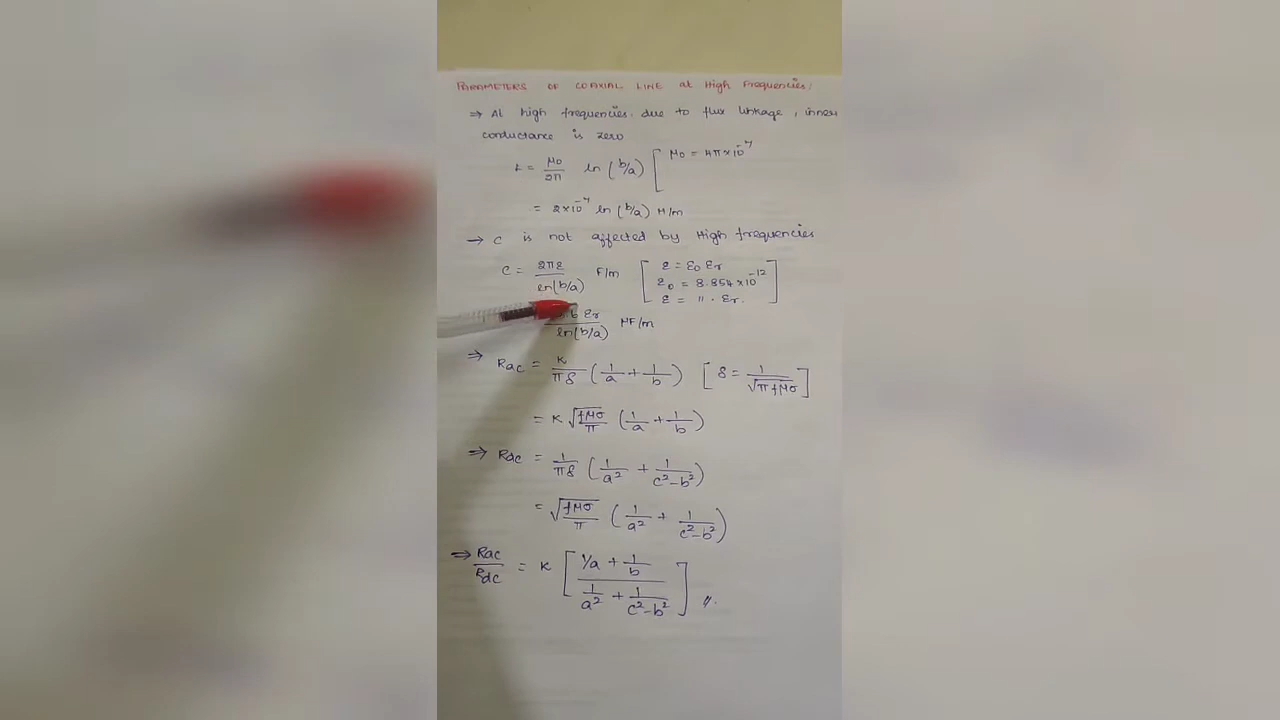 PARAMETERS OF COAXIAL LINE at High Frequencies:
⇒ At high frequencies. due to flux linkage, inner
conductance is zero
L = μ0/2π ln (b/a) [ μ0 = 4π×10^-7
= 2×10^-7 ln (b/a) H/m
→ C is not affected by High frequencies
C = 2πε/ln(b/a) F/m [ ε = ε0 εr
ε0 = 8.854×10^-12
ε = " · εr. ]
εr/ln(b/a) μF/m
⇒ Rac = K/πδ (1/a + 1/b) [ δ = 1/√πfμσ ]
= K √fμσ/π (1/a + 1/b)
⇒ Rdc = 1/πδ (1/a² + 1/c²-b²)
= √fμσ/π (1/a² + 1/c²-b²)
⇒ Rac/Rdc = K [ 1/a + 1/b / 1/a² + 1/c²-b² ] //.